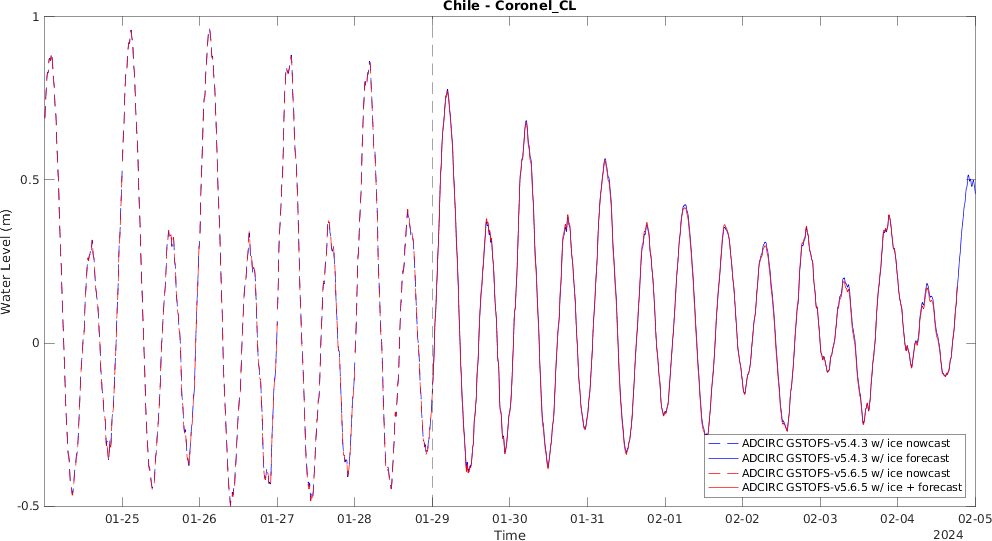 Chile - Coronel_CL
1
0.5
0
-0.5
Water Level (m)
ADCIRC GSTOFS-v5.4.3 w/ ice nowcast
ADCIRC GSTOFS-v5.4.3 w/ ice forecast
ADCIRC GSTOFS-v5.6.5 w/ ice nowcast
ADCIRC GSTOFS-v5.6.5 w/ ice + forecast
01-25 01-26 01-27 01-28 01-29 01-30 01-31 02-01 02-02 02-03 02-04 02-05
Time
2024